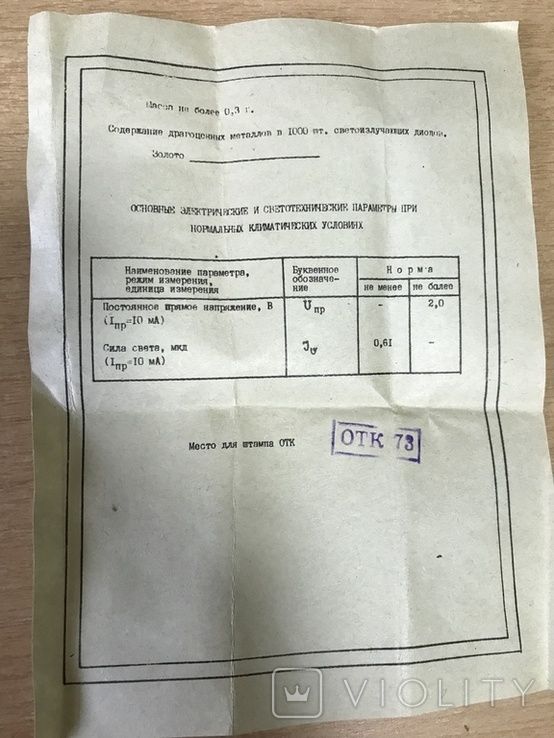 Масса не более 0,3 г.
Содержание драгоценных металлов в 1000 шт. светоизлучающих диодов.
Золото
ОСНОВНЫЕ ЭЛЕКТРИЧЕСКИЕ И СВЕТОТЕХНИЧЕСКИЕ ПАРАМЕТРЫ ПРИ
НОРМАЛЬНЫХ КЛИМАТИЧЕСКИХ УСЛОВИЯХ
Наименование параметра, режим измерения, единица измерения
Буквенное обозначе-ние
Норма
не менее
не более
Постоянное прямое напряжение, В
(Iпр=10 мА)
Uпр
-
2,0
Сила света, мкд
(Iпр=10 мА)
Jv
0,61
-
Место для штампа ОТК
ОТК 73
VIOLITY